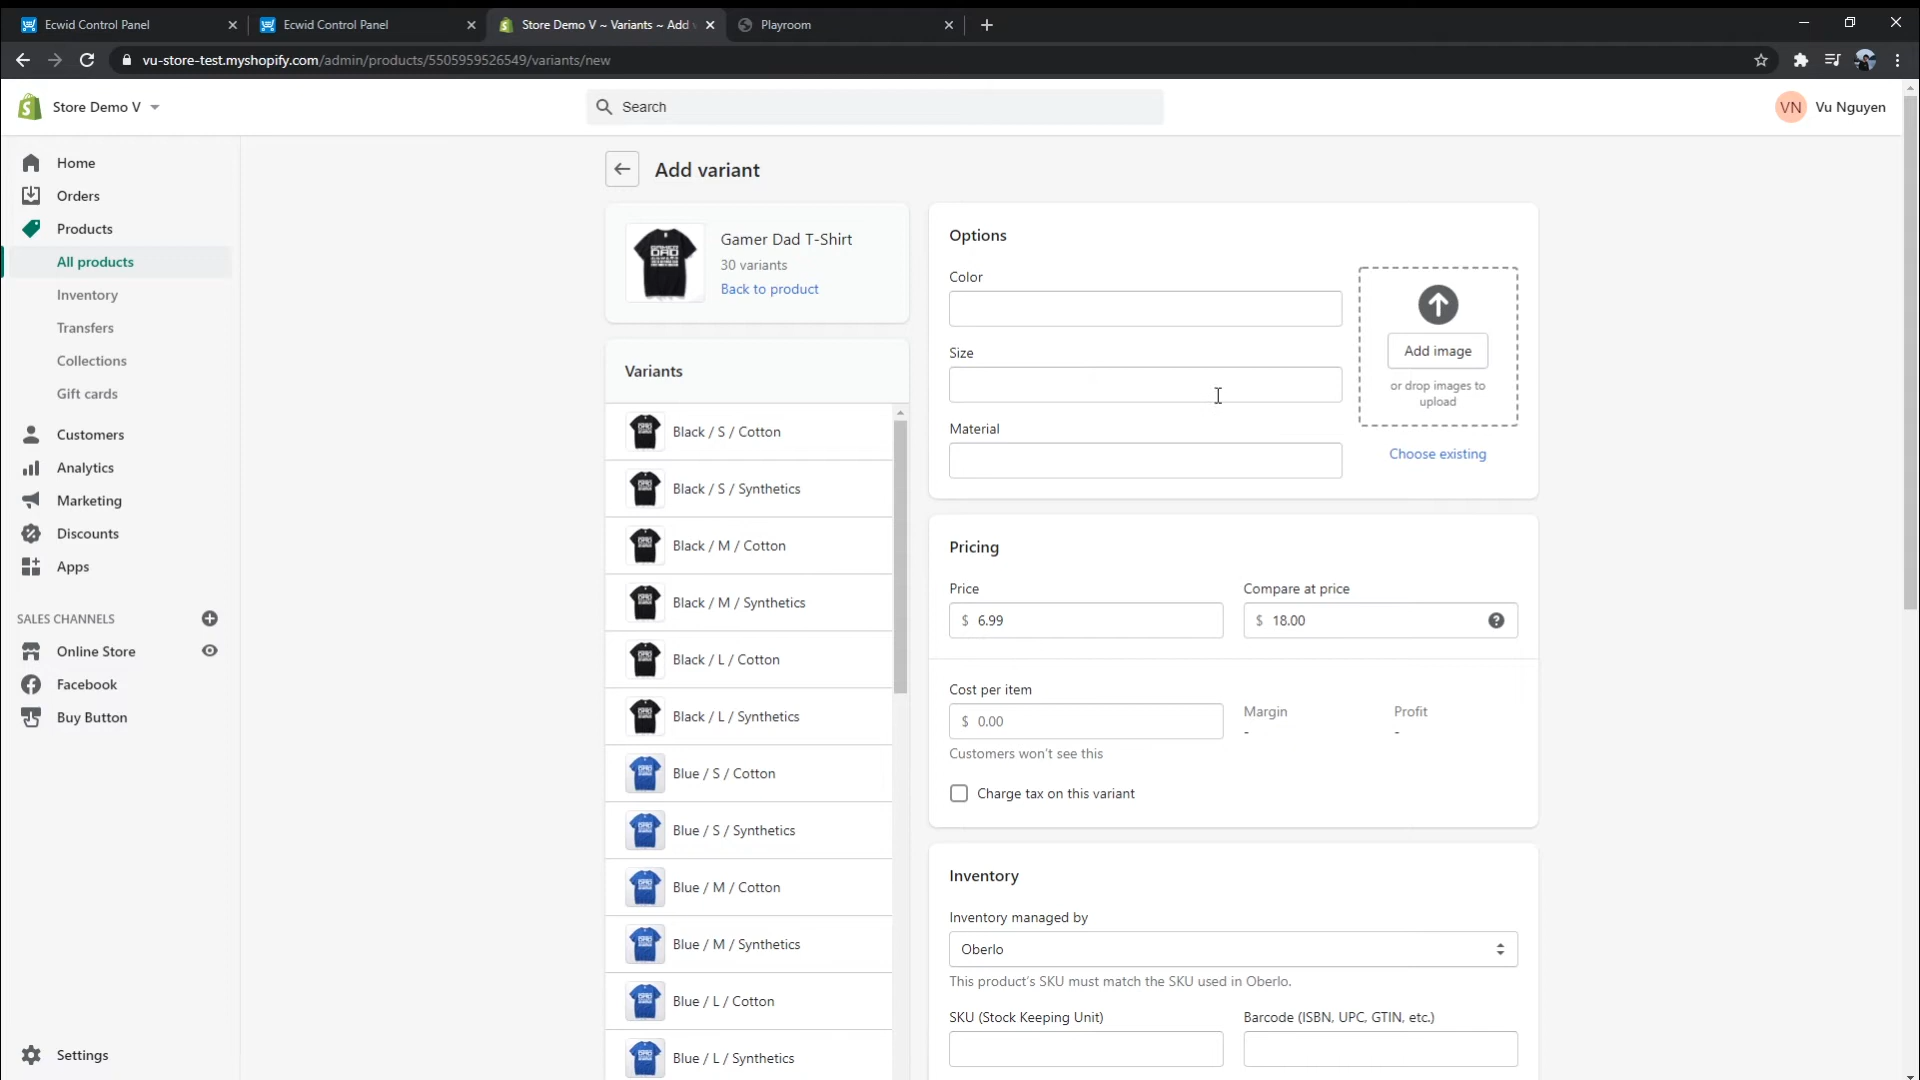 Ecwid Control Panel
Ecwid Control Panel
Store Demo V ~ Variants ~ Add
Playroom
vu-store-test.myshopify.com/admin/products/5505959526549/variants/new
Store Demo V
Search
VN Vu Nguyen
Home
Orders
Products
All products
Inventory
Transfers
Collections
Gift cards
Customers
Analytics
Marketing
Discounts
Apps
SALES CHANNELS
Online Store
Facebook
Buy Button
Settings
Add variant
Gamer Dad T-Shirt
30 variants
Back to product
Variants
Black / S / Cotton
Black / S / Synthetics
Black / M / Cotton
Black / M / Synthetics
Black / L / Cotton
Black / L / Synthetics
Blue / S / Cotton
Blue / S / Synthetics
Blue / M / Cotton
Blue / M / Synthetics
Blue / L / Cotton
Blue / L / Synthetics
Options
Color
Size
Material
Add image
or drop images to
upload
Choose existing
Pricing
Price
Compare at price
$ 6.99
$ 18.00
Cost per item
$ 0.00
Margin
-
Profit
-
Customers won't see this
Charge tax on this variant
Inventory
Inventory managed by
Oberlo
This product's SKU must match the SKU used in Oberlo.
SKU (Stock Keeping Unit)
Barcode (ISBN, UPC, GTIN, etc.)